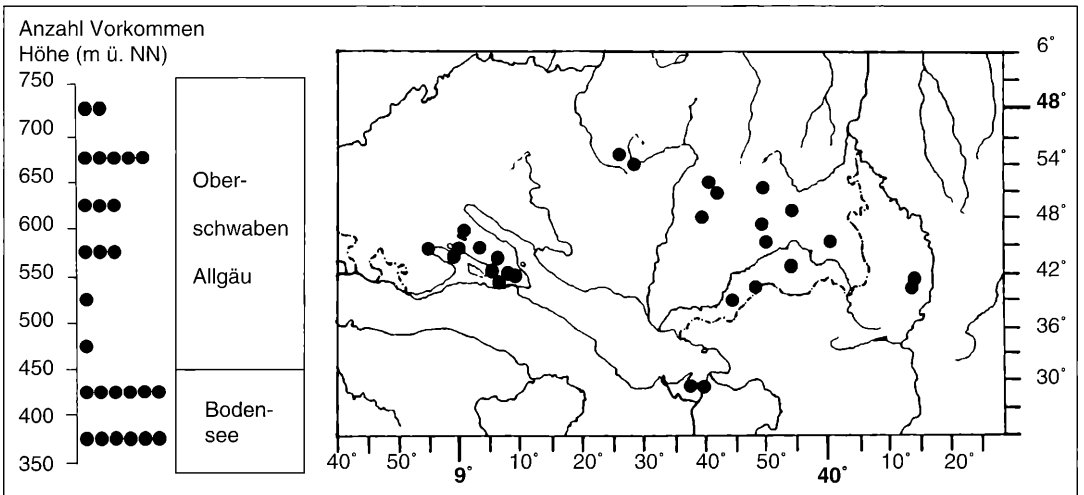 Anzahl Vorkommen
Höhe (m ü. NN)
750
700
650
600
550
500
450
400
350
Ober-
schwaben
Allgäu
Boden-
see
6°
48°
54°
48°
42°
36°
30°
40° 50° 9° 10° 20° 30° 40° 50° 40° 10° 20°